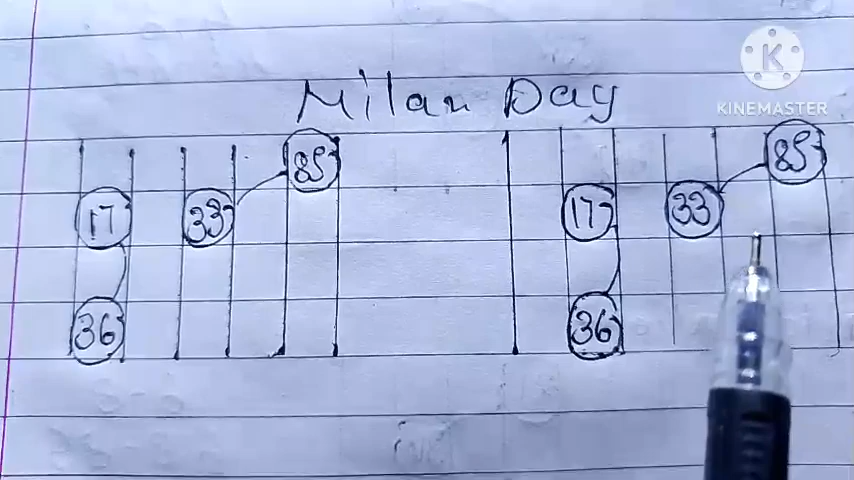 Milan Day
K
KINEMASTER
85 85
17 33 17 33
36 36